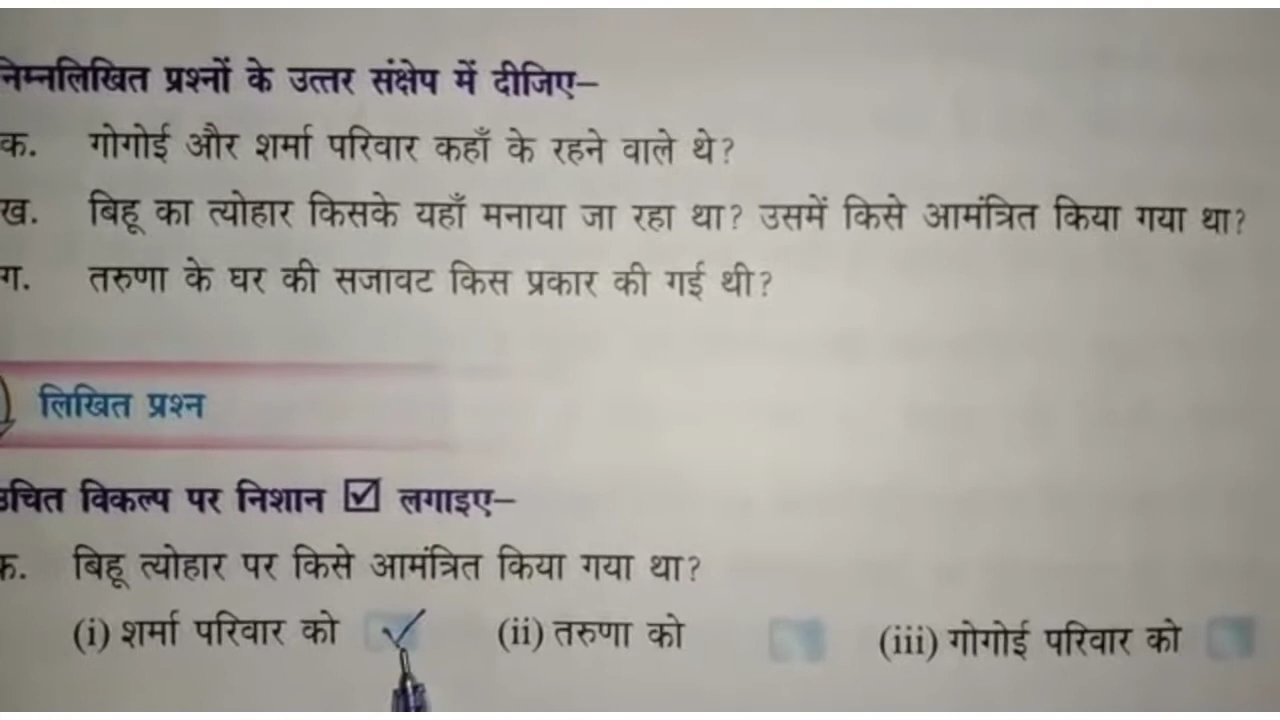 निम्नलिखित प्रश्नों के उत्तर संक्षेप में दीजिए–
क. गोगोई और शर्मा परिवार कहाँ के रहने वाले थे?
ख. बिहू का त्योहार किसके यहाँ मनाया जा रहा था? उसमें किसे आमंत्रित किया गया था?
ग. तरुणा के घर की सजावट किस प्रकार की गई थी?
लिखित प्रश्न
उचित विकल्प पर निशान ☑ लगाइए–
क. बिहू त्योहार पर किसे आमंत्रित किया गया था?
(i) शर्मा परिवार को ✓ (ii) तरुणा को (iii) गोगोई परिवार को